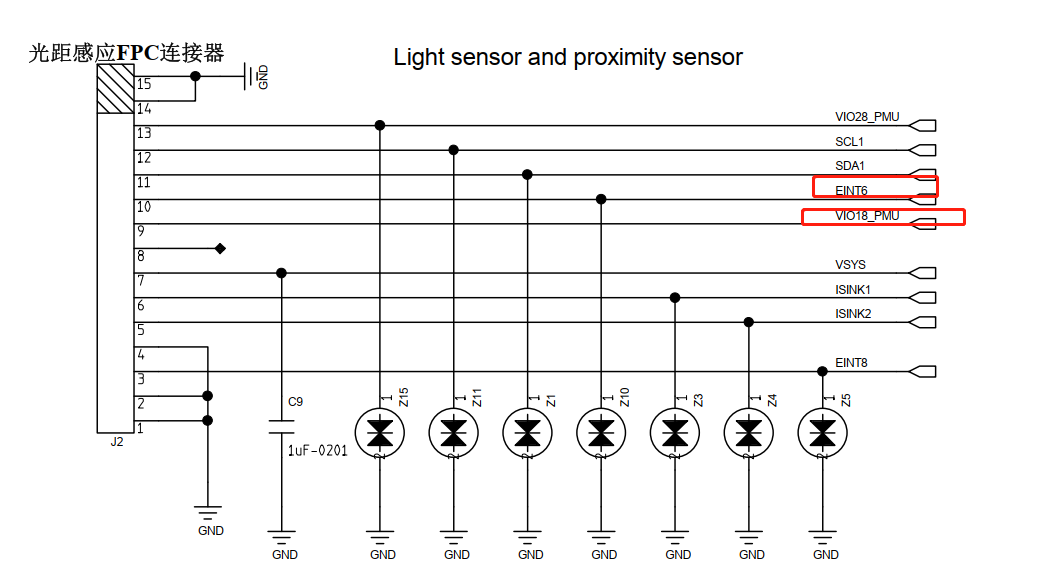 光距感应FPC连接器
Light sensor and proximity sensor
15
GND
14
13
VIO28_PMU
12
SCL1
11
SDA1
10
EINT6
9
VIO18_PMU
8
7
VSYS
6
ISINK1
5
ISINK2
4
3
EINT8
2
1
J2
C9
1uF-0201
1
Z15
2
1
Z11
2
1
Z1
2
1
Z10
2
1
Z3
2
1
Z4
2
1
Z5
2
GND
GND
GND
GND
GND
GND
GND
GND
GND